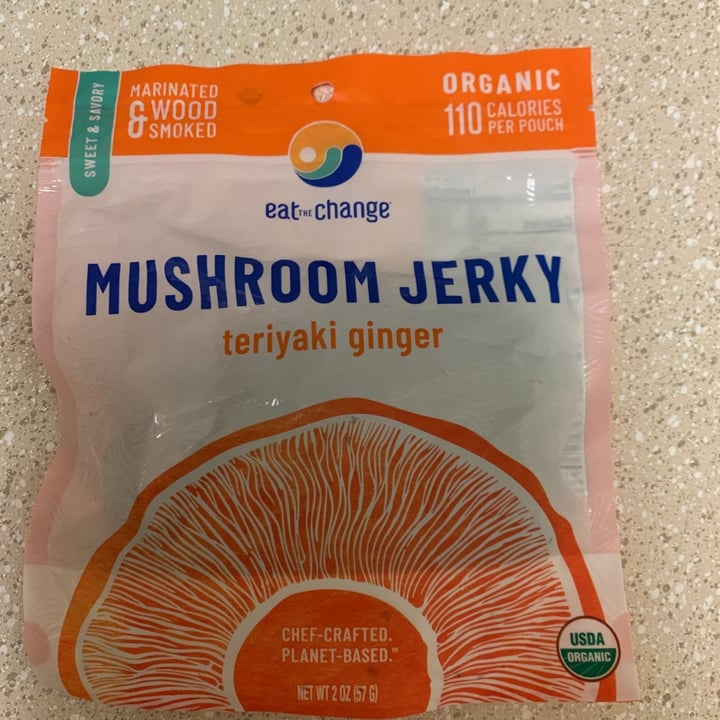 SWEET & SAVORY
MARINATED
& WOOD
SMOKED
ORGANIC
110 CALORIES
PER POUCH
eat THE change
MUSHROOM JERKY
teriyaki ginger
CHEF-CRAFTED.
PLANET-BASED.™
NET WT 2 OZ (57 G)
USDA
ORGANIC